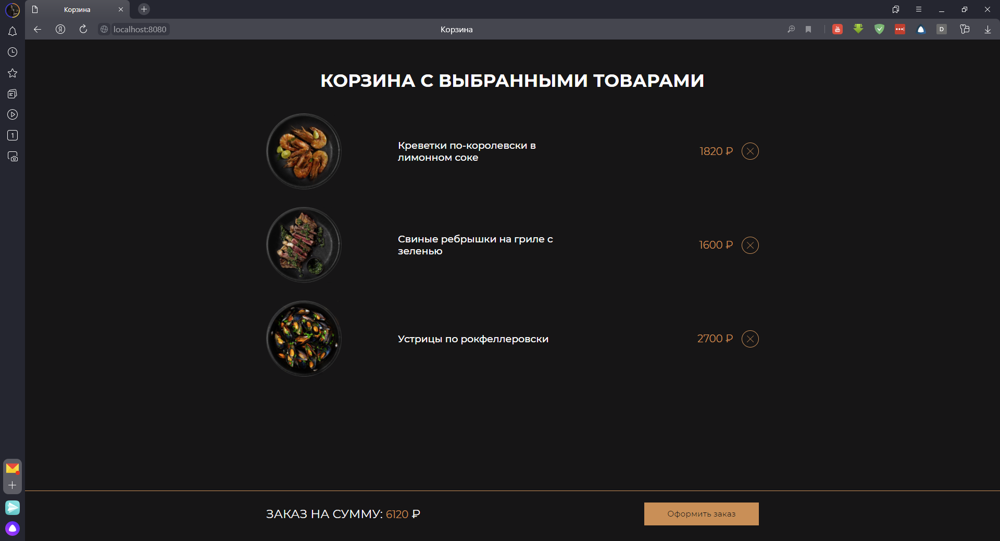 Корзина
localhost:8080
Корзина
D
1
КОРЗИНА С ВЫБРАННЫМИ ТОВАРАМИ
Креветки по-королевски в
лимонном соке
1820 ₽
Свиные ребрышки на гриле с
зеленью
1600 ₽
Устрицы по рокфеллеровски
2700 ₽
ЗАКАЗ НА СУММУ: 6120 ₽
Оформить заказ